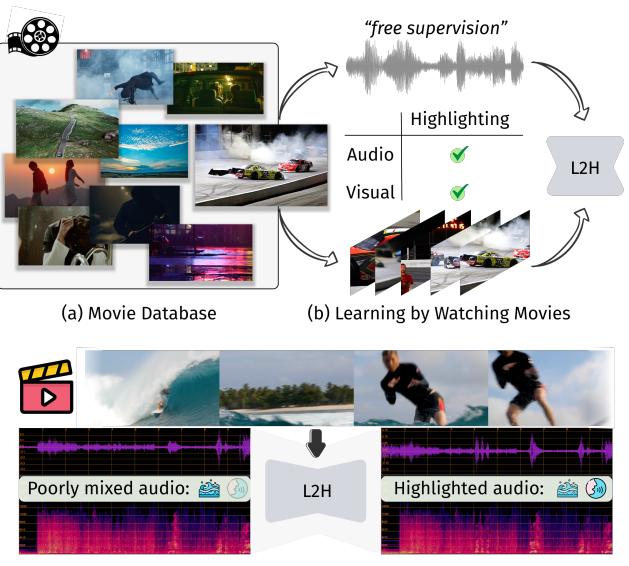 “free supervision”
Highlighting
Audio
Visual
L2H
(a) Movie Database
(b) Learning by Watching Movies
Poorly mixed audio:
L2H
Highlighted audio: